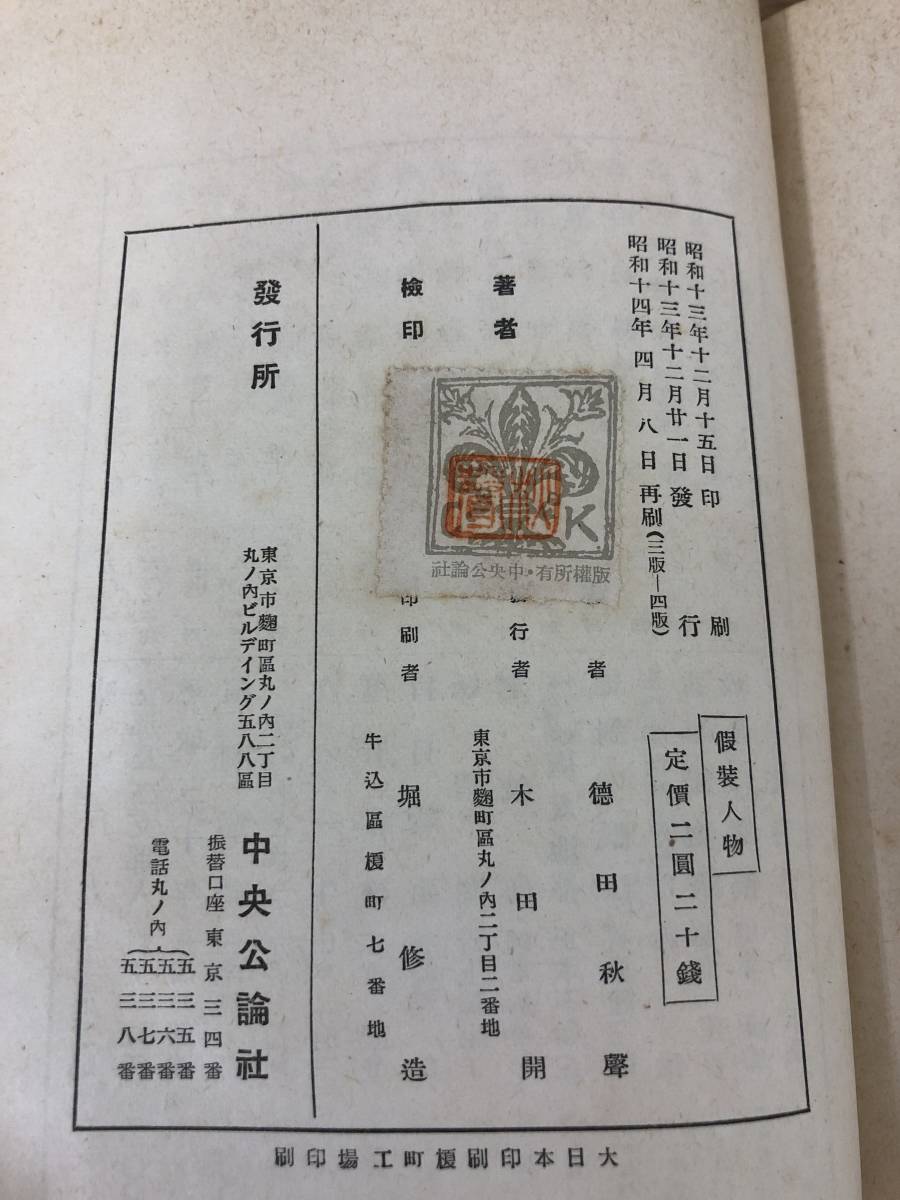 昭和十三年十二月十五日印刷
昭和十三年十二月廿一日發行
昭和十四年四月八日再刷(三版―四版)
假裝人物
定價二圓二十錢
著者
檢印
版權所有・中央公論社
者 德田秋聲
發行者 木田開
東京市麴町區丸ノ內二丁目二番地
印刷者 堀修造
牛込區榎町七番地
發行所
東京市麴町區丸ノ內二丁目
丸ノ內ビルデイング五八八區
中央公論社
振替口座東京三四番
電話丸ノ內
五三五番
五三六番
五三七番
五三八番
大日本印刷榎町工場印刷